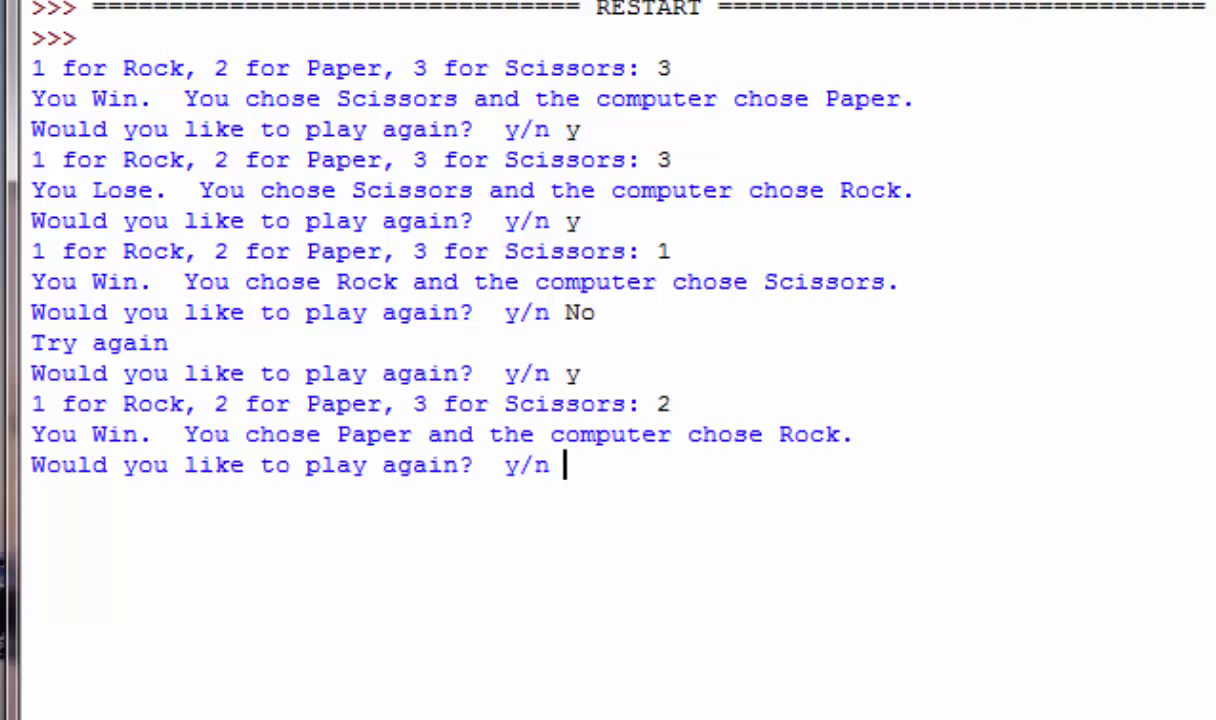 >>> ================================ RESTART ================================
>>>
1 for Rock, 2 for Paper, 3 for Scissors: 3
You Win.  You chose Scissors and the computer chose Paper.
Would you like to play again?  y/n y
1 for Rock, 2 for Paper, 3 for Scissors: 3
You Lose.  You chose Scissors and the computer chose Rock.
Would you like to play again?  y/n y
1 for Rock, 2 for Paper, 3 for Scissors: 1
You Win.  You chose Rock and the computer chose Scissors.
Would you like to play again?  y/n No
Try again
Would you like to play again?  y/n y
1 for Rock, 2 for Paper, 3 for Scissors: 2
You Win.  You chose Paper and the computer chose Rock.
Would you like to play again?  y/n